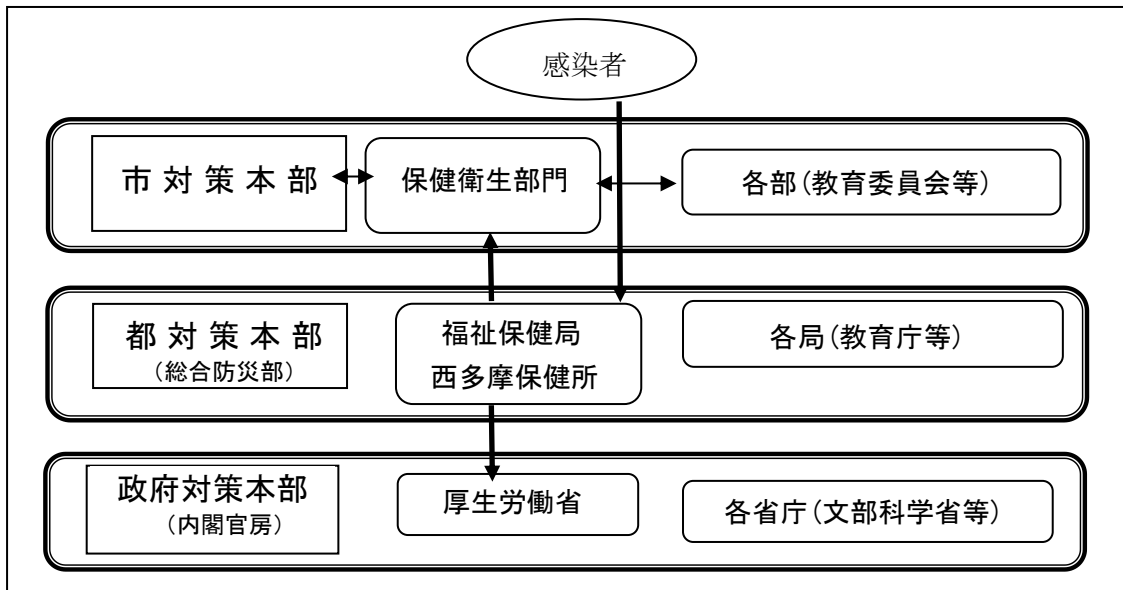 感染者
市対策本部
保健衛生部門
各部（教育委員会等）
都対策本部
（総合防災部）
福祉保健局
西多摩保健所
各局（教育庁等）
政府対策本部
（内閣官房）
厚生労働省
各省庁（文部科学省等）